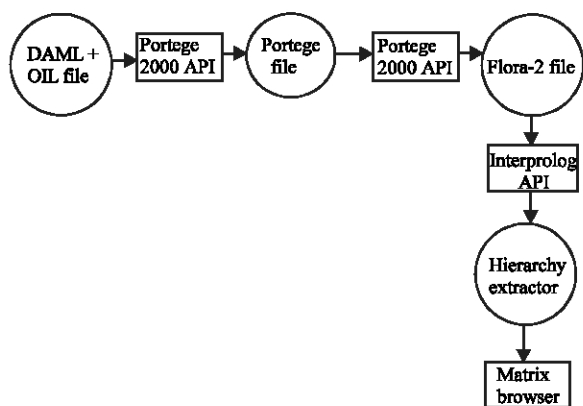 DAML +
OIL file
Portege
2000 API
Portege
file
Portege
2000 API
Flora-2 file
Interprolog
API
Hierarchy
extractor
Matrix
browser